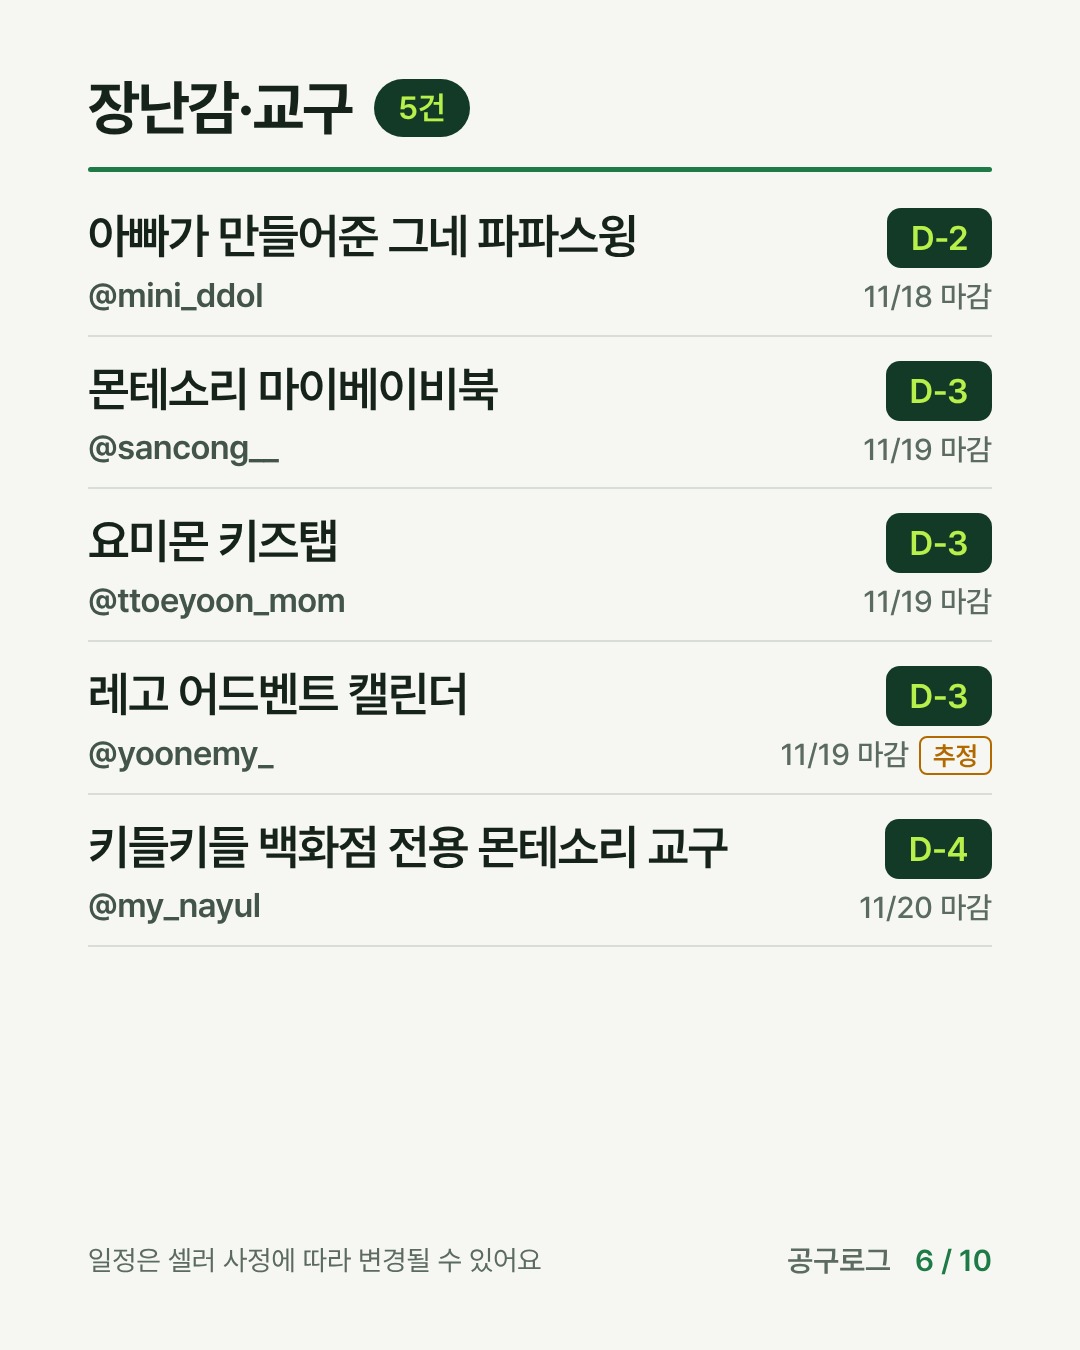 장난감·교구 5건
아빠가 만들어준 그네 파파스윙 D-2
@mini_ddol 11/18 마감
몬테소리 마이베이비북 D-3
@sancong__ 11/19 마감
요미몬 키즈탭 D-3
@ttoeyoon_mom 11/19 마감
레고 어드벤트 캘린더 D-3
@yoonemy_ 11/19 마감 추정
키들키들 백화점 전용 몬테소리 교구 D-4
@my_nayul 11/20 마감
일정은 셀러 사정에 따라 변경될 수 있어요 공구로그 6 / 10